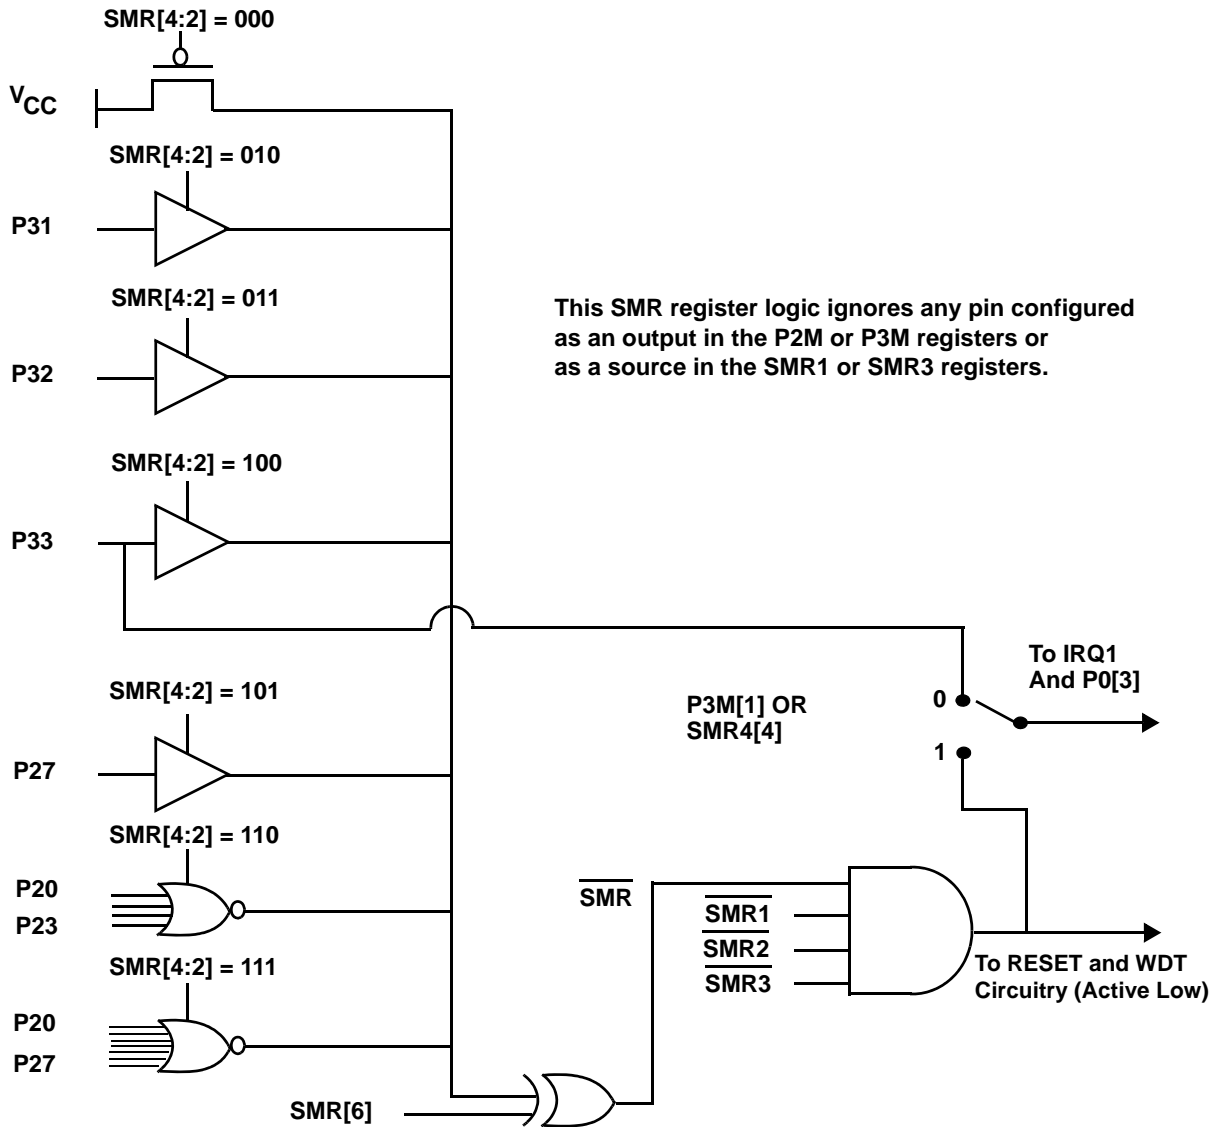 SMR[4:2] = 000
VCC
SMR[4:2] = 010
P31
SMR[4:2] = 011
P32
This SMR register logic ignores any pin configured
as an output in the P2M or P3M registers or
as a source in the SMR1 or SMR3 registers.
SMR[4:2] = 100
P33
To IRQ1
And P0[3]
SMR[4:2] = 101
P3M[1] OR
SMR4[4]
0
1
P27
SMR[4:2] = 110
P20
P23
SMR
SMR1
SMR2
SMR3
To RESET and WDT
Circuitry (Active Low)
SMR[4:2] = 111
P20
P27
SMR[6]